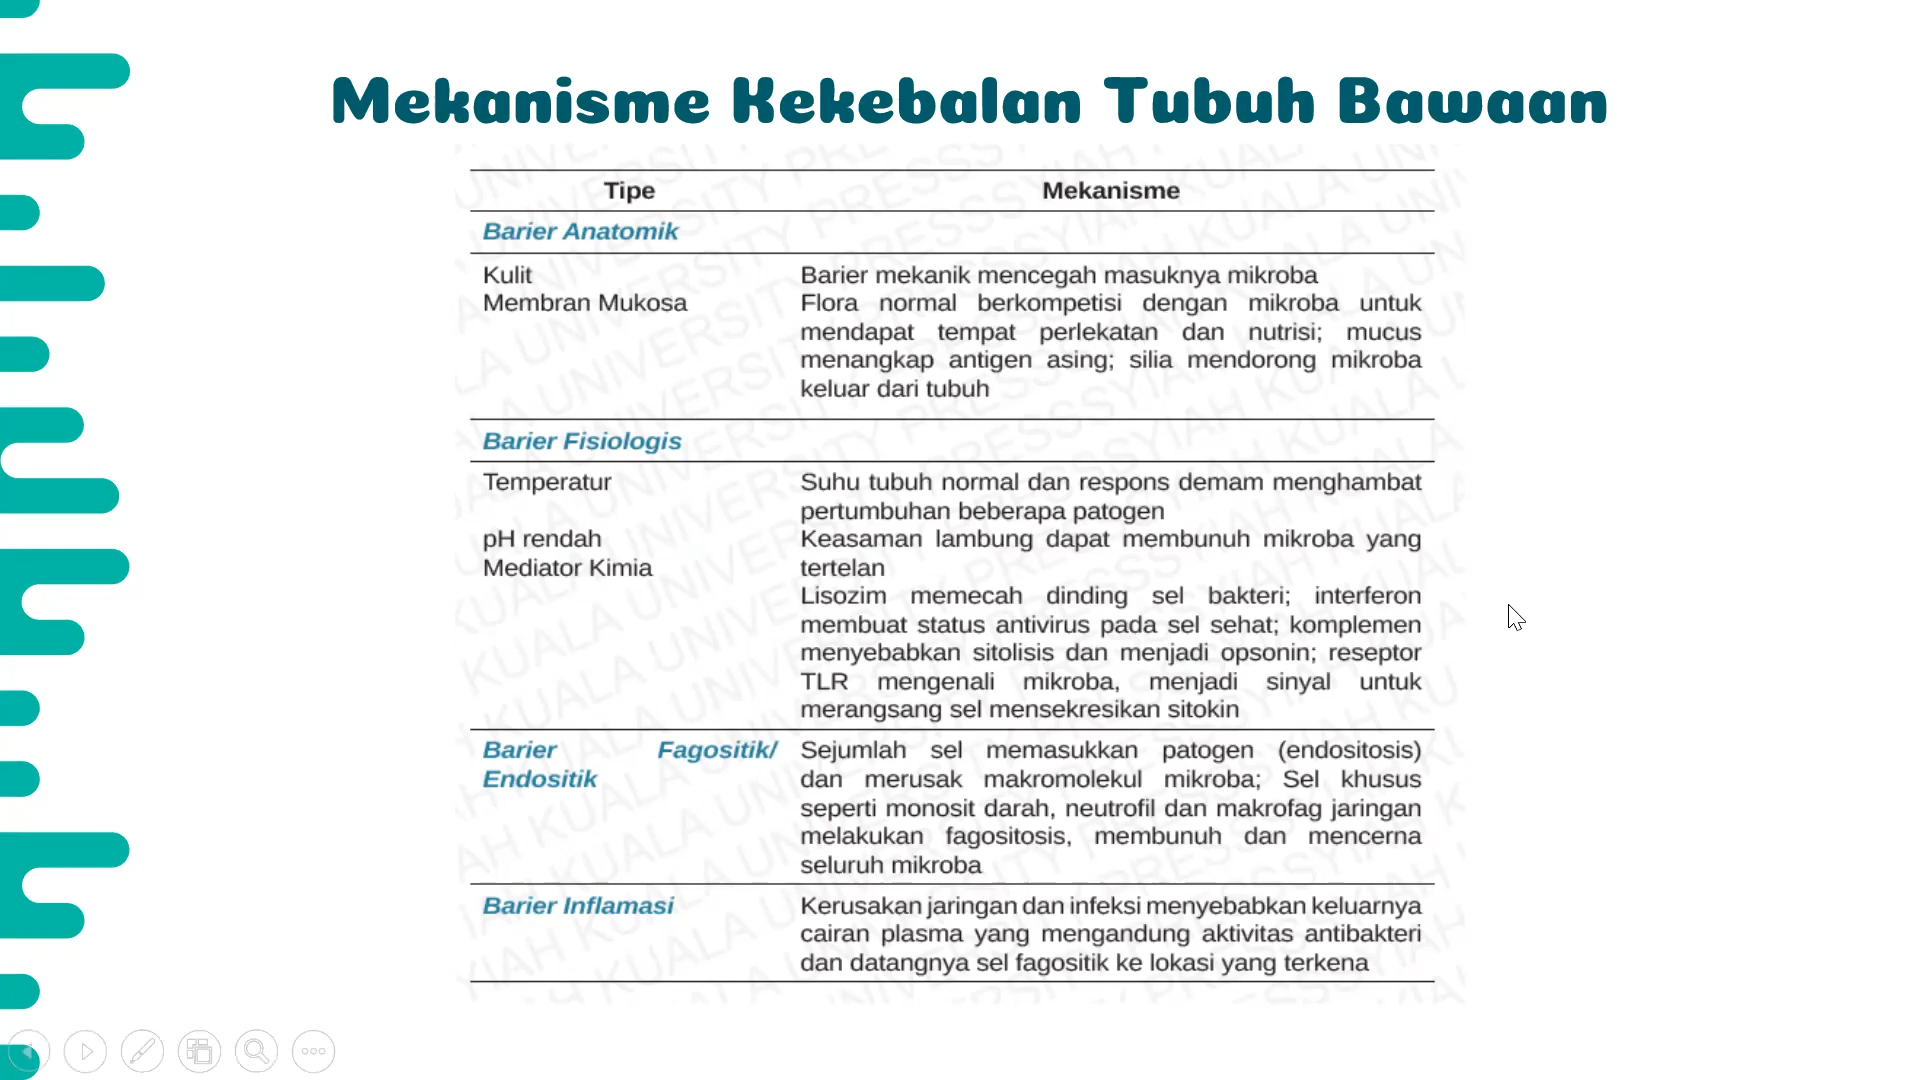 Mekanisme Kekebalan Tubuh Bawaan
Tipe Mekanisme
Barier Anatomik
Kulit Barier mekanik mencegah masuknya mikroba
Membran Mukosa Flora normal berkompetisi dengan mikroba untuk
mendapat tempat perlekatan dan nutrisi; mucus
menangkap antigen asing; silia mendorong mikroba
keluar dari tubuh
Barier Fisiologis
Temperatur Suhu tubuh normal dan respons demam menghambat
pertumbuhan beberapa patogen
pH rendah Keasaman lambung dapat membunuh mikroba yang
Mediator Kimia tertelan
Lisozim memecah dinding sel bakteri; interferon
membuat status antivirus pada sel sehat; komplemen
menyebabkan sitolisis dan menjadi opsonin; reseptor
TLR mengenali mikroba, menjadi sinyal untuk
merangsang sel mensekresikan sitokin
Barier Fagositik/ Sejumlah sel memasukkan patogen (endositosis)
Endositik dan merusak makromolekul mikroba; Sel khusus
seperti monosit darah, neutrofil dan makrofag jaringan
melakukan fagositosis, membunuh dan mencerna
seluruh mikroba
Barier Inflamasi Kerusakan jaringan dan infeksi menyebabkan keluarnya
cairan plasma yang mengandung aktivitas antibakteri
dan datangnya sel fagositik ke lokasi yang terkena